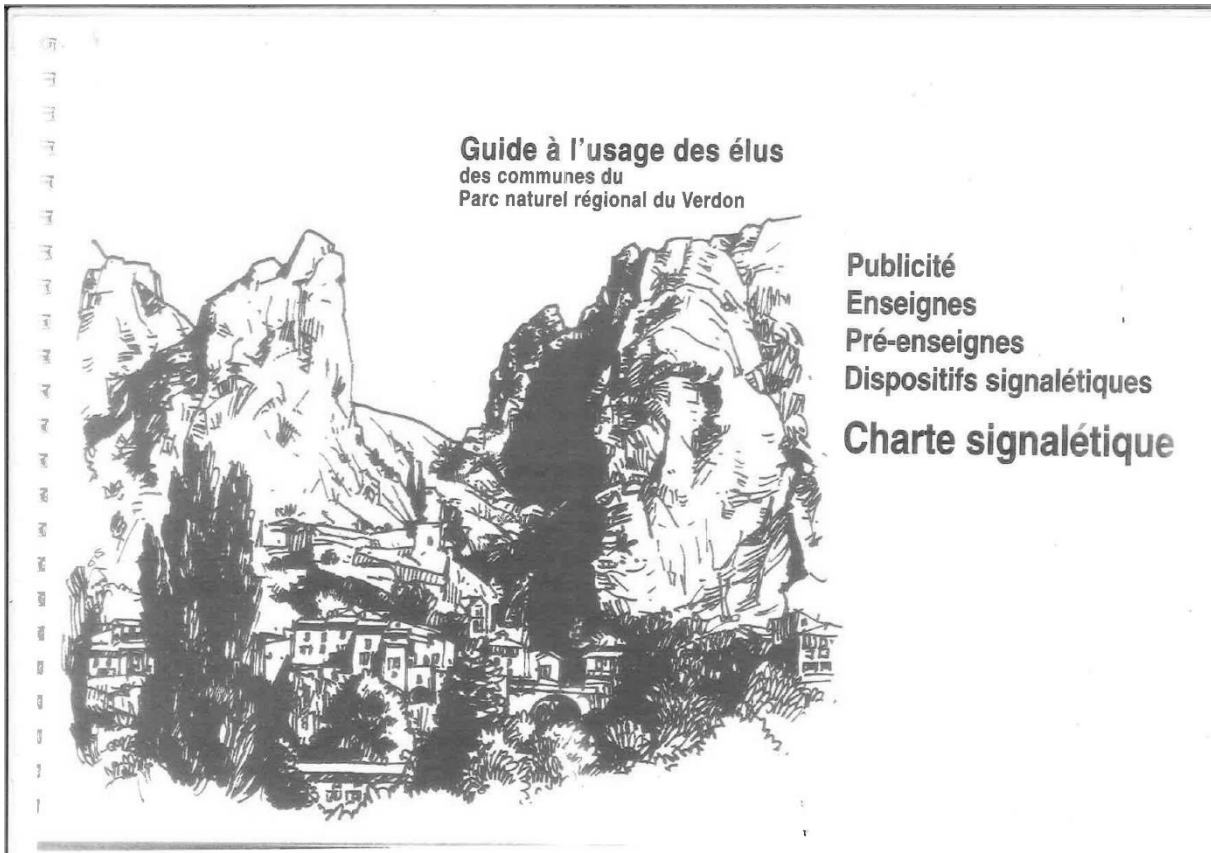 Guide à l'usage des élus
des communes du
Parc naturel régional du Verdon
Publicité
Enseignes
Pré-enseignes
Dispositifs signalétiques
Charte signalétique